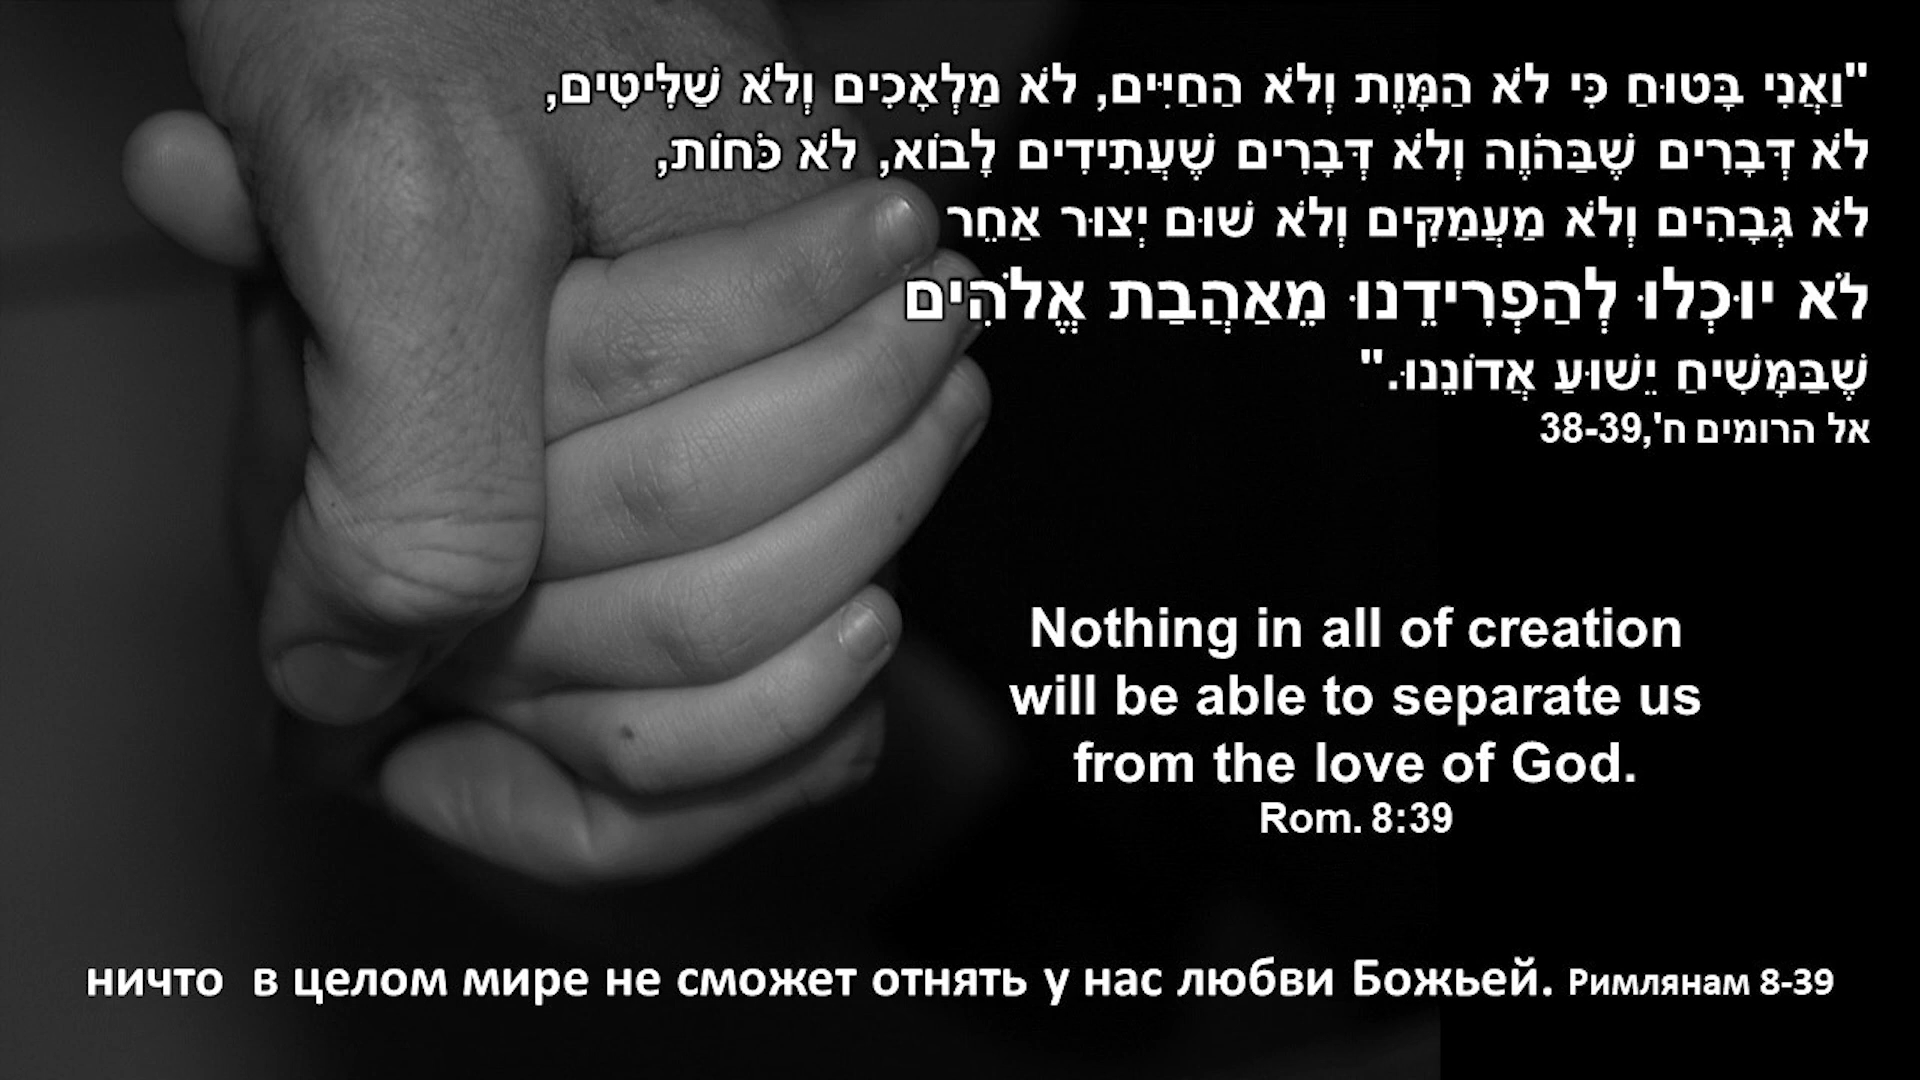 "וַאֲנִי בָּטוּחַ כִּי לֹא הַמָּוֶת וְלֹא הַחַיִּים, לֹא מַלְאָכִים וְלֹא שַׁלִּיטִים,
לֹא דְּבָרִים שֶׁבַּהֹוֶה וְלֹא דְּבָרִים שֶׁעֲתִידִים לָבוֹא, לֹא כֹּחוֹת,
לֹא גְּבָהִים וְלֹא מַעֲמַקִּים וְלֹא שׁוּם יְצוּר אַחֵר
לֹא יוּכְלוּ לְהַפְרִידֵנוּ מֵאַהֲבַת אֱלֹהִים
שֶׁבַּמָּשִׁיחַ יֵשׁוּעַ אֲדוֹנֵנוּ."
אל הרומים ח',38-39
Nothing in all of creation
will be able to separate us
from the love of God.
Rom. 8:39
ничто в целом мире не сможет отнять у нас любви Божьей. Римлянам 8-39